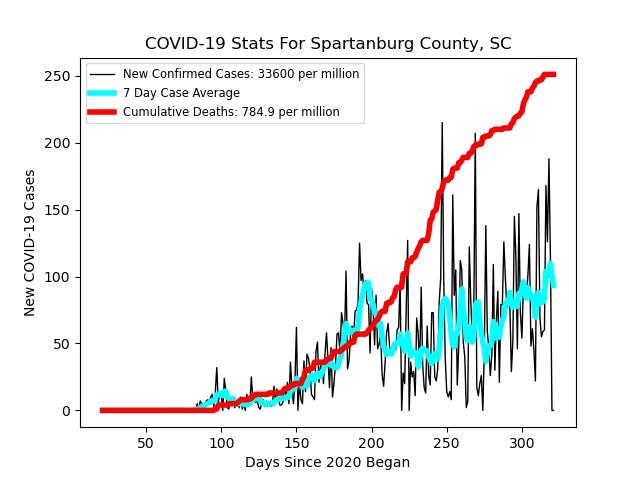 COVID-19 Stats For Spartanburg County, SC
New Confirmed Cases: 33600 per million
7 Day Case Average
Cumulative Deaths: 784.9 per million
New COVID-19 Cases
250
200
150
100
50
0
50 100 150 200 250 300
Days Since 2020 Began